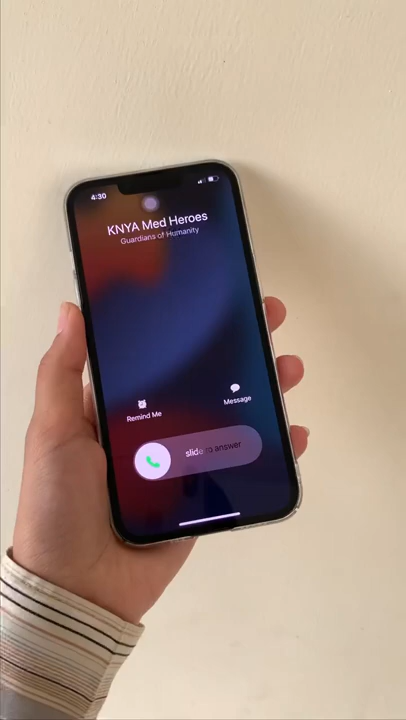 4:30
KNYA Med Heroes
Guardians of Humanity
Remind Me
Message
slide to answer